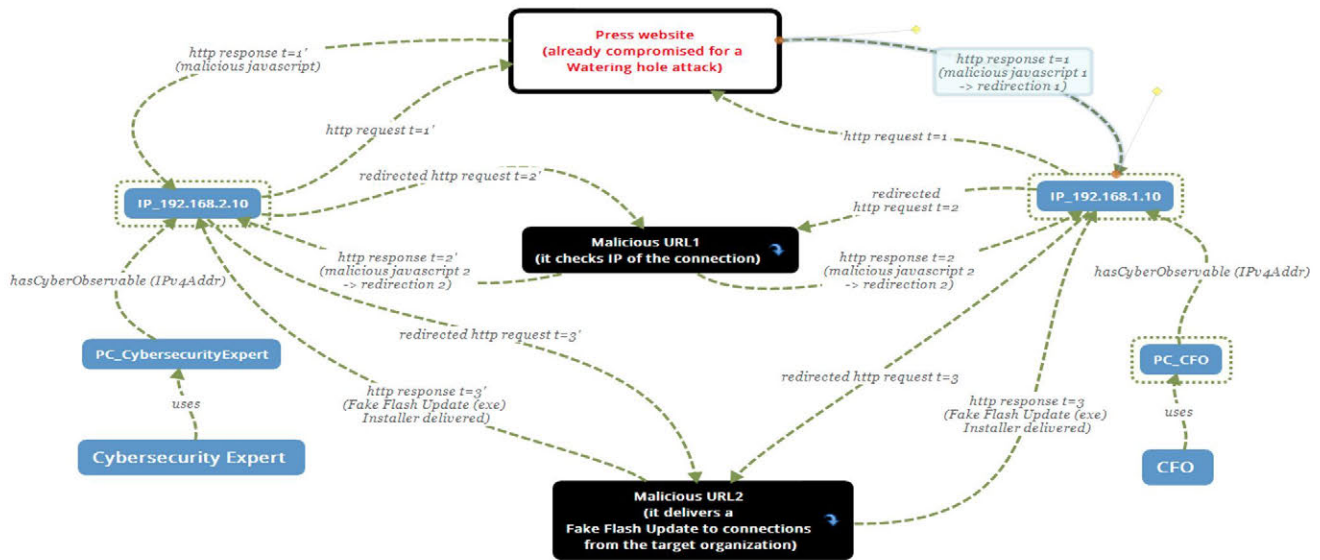 Press website
(already compromised for a
Watering hole attack)
http response t=1'
(malicious javascript)
http response t=1
(malicious javascript 1
-> redirection 1)
http request t=1'
http request t=1
redirected http request t=2'
redirected
http request t=2
IP_192.168.2.10
IP_192.168.1.10
Malicious URL1
(it checks IP of the connection)
http response t=2'
(malicious javascript 2
-> redirection 2)
http response t=2
(malicious javascript 2
-> redirection 2)
hasCyberObservable (IPv4Addr)
hasCyberObservable (IPv4Addr)
redirected http request t=3'
PC_CybersecurityExpert
PC_CFO
redirected http request t=3
http response t=3'
(Fake Flash Update (exe)
Installer delivered)
http response t=3
(Fake Flash Update (exe)
Installer delivered)
uses
uses
Cybersecurity Expert
CFO
Malicious URL2
(it delivers a
Fake Flash Update to connections
from the target organization)